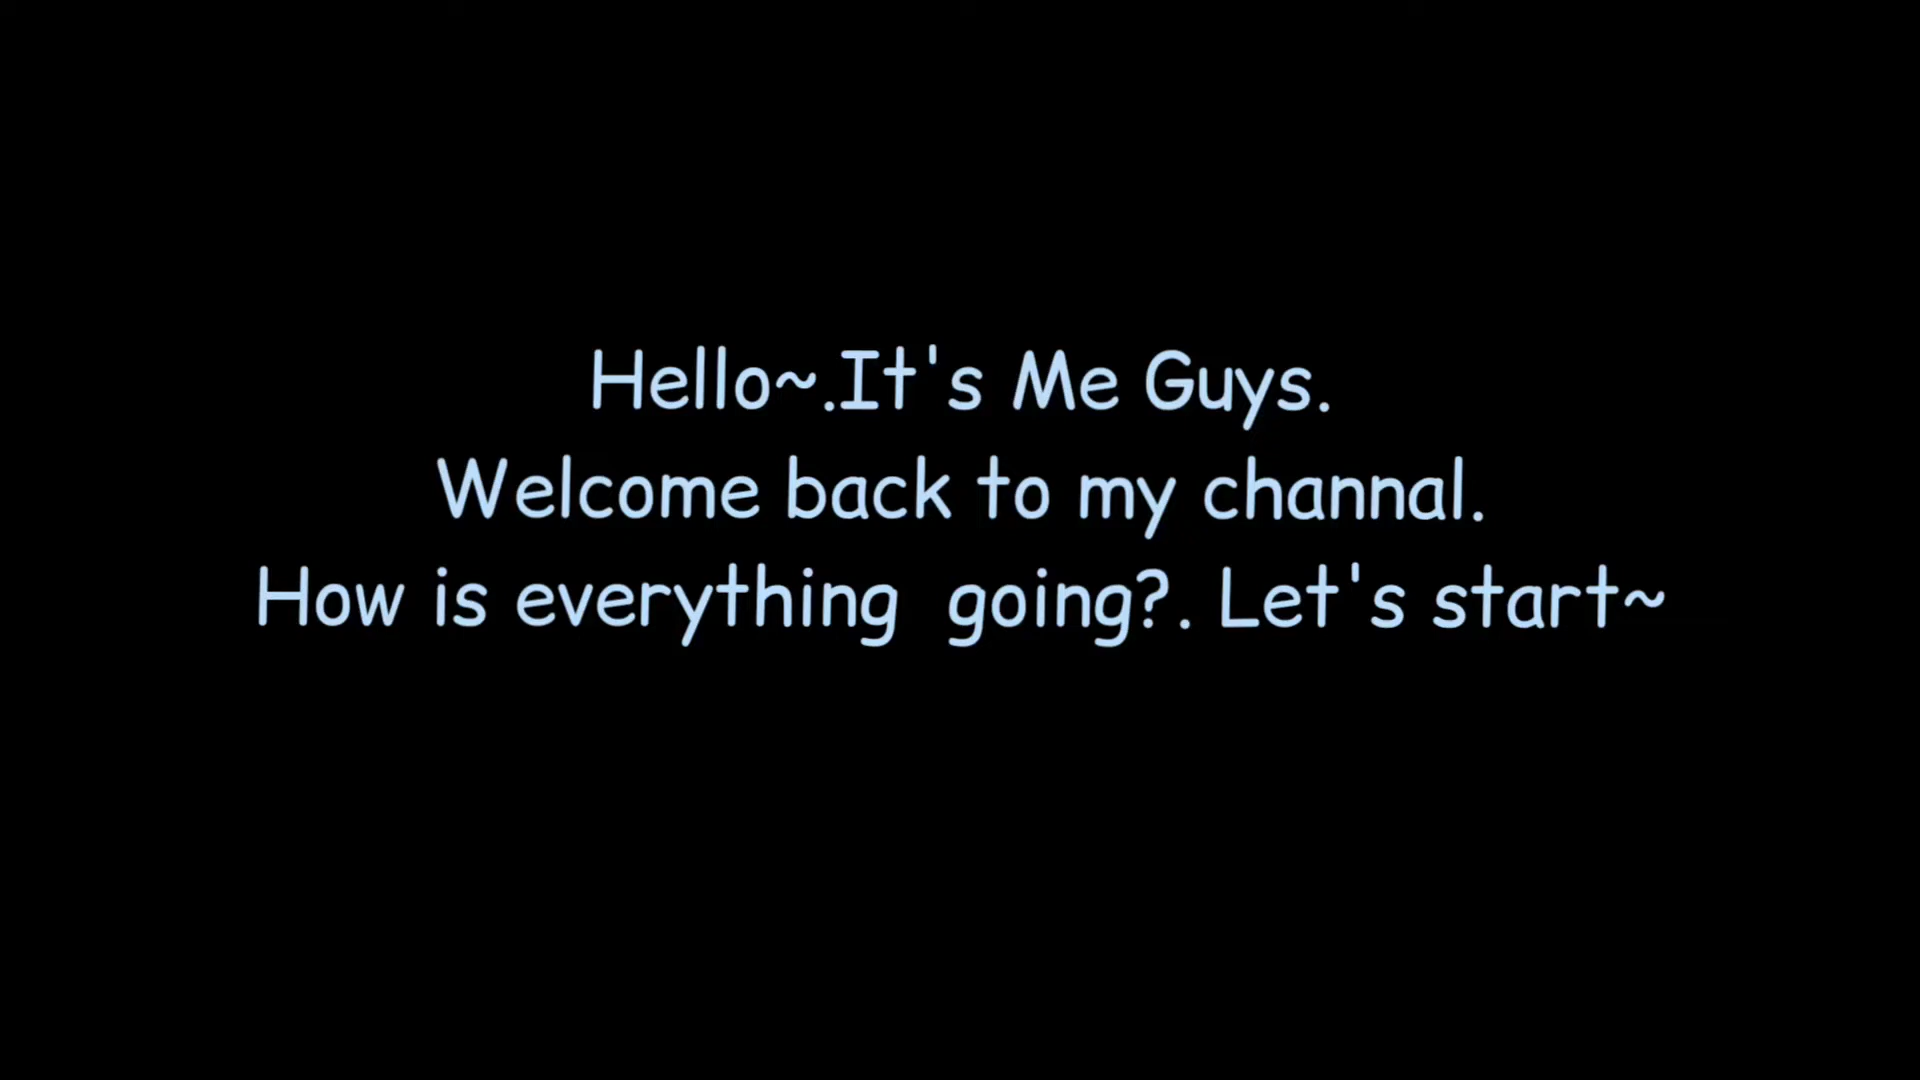 Hello~.It's Me Guys.
Welcome back to my channal.
How is everything  going?. Let's start~